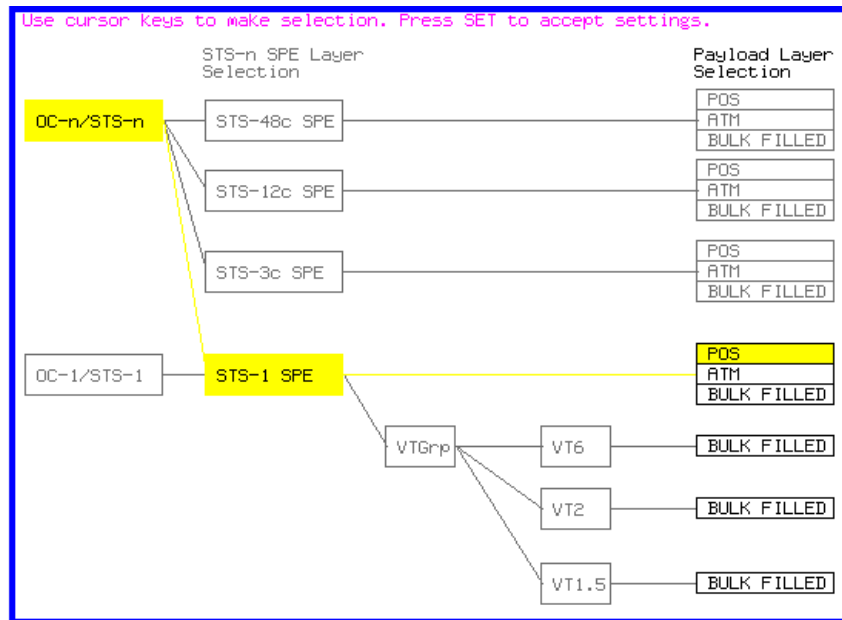 Use cursor Keys to make selection. Press SET to accept settings.
STS-n SPE Layer
Selection
Payload Layer
Selection
OC-n/STS-n
STS-48c SPE
POS
ATM
BULK FILLED
STS-12c SPE
POS
ATM
BULK FILLED
STS-3c SPE
POS
ATM
BULK FILLED
OC-1/STS-1
STS-1 SPE
POS
ATM
BULK FILLED
VTGrp
VT6
BULK FILLED
VT2
BULK FILLED
VT1.5
BULK FILLED